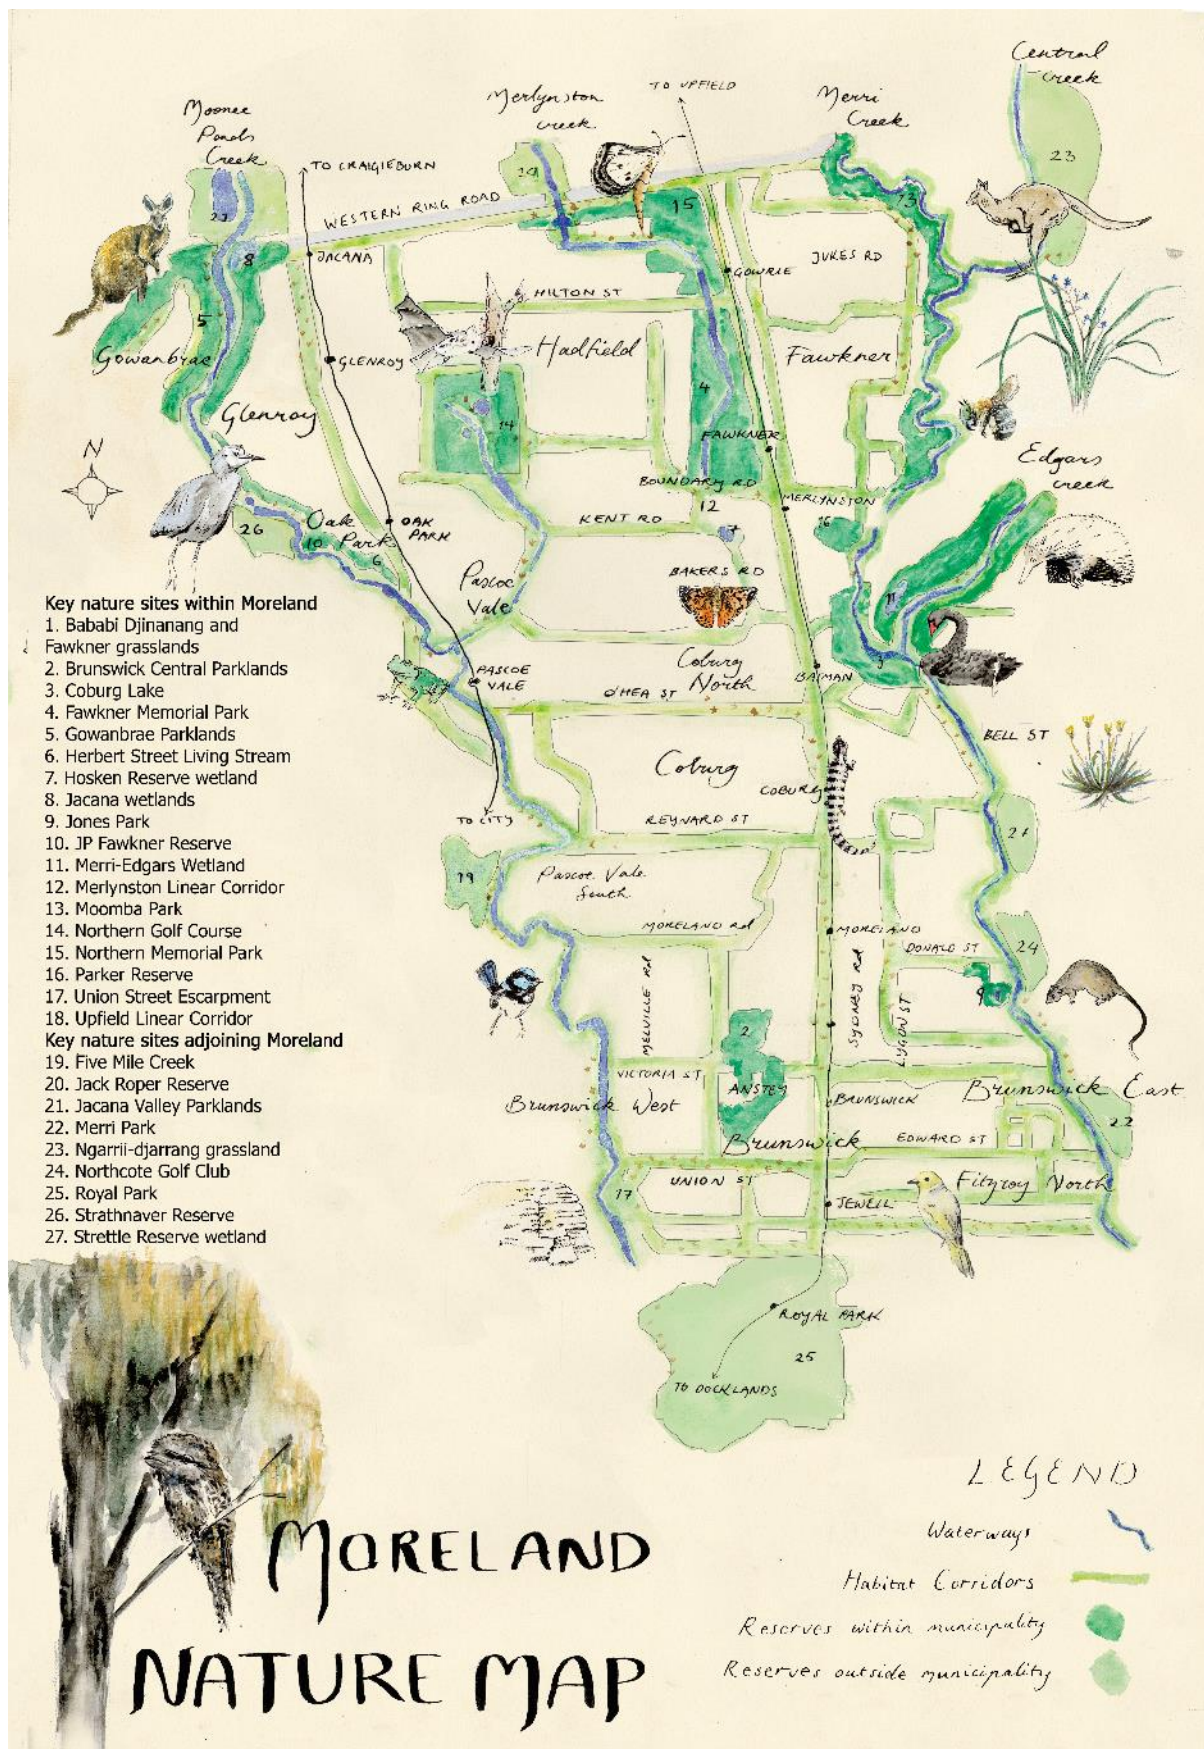 Central
Creek
Merlynston
Creek
TO UPFIELD
Merri
Creek
Moonee
Ponds
Creek
TO CRAIGIEBURN
23
20
WESTERN RING ROAD
15
13
21
8
JACANA
GOWRIE
JUKES RD
HILTON ST
5
Gowanbrae
GLENROY
Hadfield
Fawkner
4
Glenroy
14
FAWKNER
N
Edgars
Creek
BOUNDARY RD
MERLYNSTON
12
26
Oak
10 Park
OAK
PARK
KENT RD
7
16
6
Pascoe
Vale
BAKERS RD
11
Key nature sites within Moreland
1. Bababi Djinanang and
Fawkner grasslands
2. Brunswick Central Parklands
3. Coburg Lake
4. Fawkner Memorial Park
5. Gowanbrae Parklands
6. Herbert Street Living Stream
7. Hosken Reserve wetland
8. Jacana wetlands
9. Jones Park
10. JP Fawkner Reserve
11. Merri-Edgars Wetland
12. Merlynston Linear Corridor
13. Moomba Park
14. Northern Golf Course
15. Northern Memorial Park
16. Parker Reserve
17. Union Street Escarpment
18. Upfield Linear Corridor
Key nature sites adjoining Moreland
19. Five Mile Creek
20. Jack Roper Reserve
21. Jacana Valley Parklands
22. Merri Park
23. Ngarrii-djarrang grassland
24. Northcote Golf Club
25. Royal Park
26. Strathnaver Reserve
27. Strettle Reserve wetland
PASCOE
VALE
Coburg
North
BATMAN
3
O'HEA ST
BELL ST
Coburg
COBURG
TO CITY
REYNARD ST
27
19
Pascoe Vale
South
MORELAND Rd
MORELAND
DONALD ST
24
MELVILLE Rd
SYDNEY Rd
LYGON ST
9
2
VICTORIA ST
ANSTEY
Brunswick West
BRUNSWICK
Brunswick East
22
Brunswick
EDWARD ST
17
UNION ST
JEWELL
Fitzroy North
ROYAL PARK
25
TO DOCKLANDS
LEGEND
Waterways
Habitat Corridors
Reserves within municipality
Reserves outside municipality
MORELAND
NATURE MAP